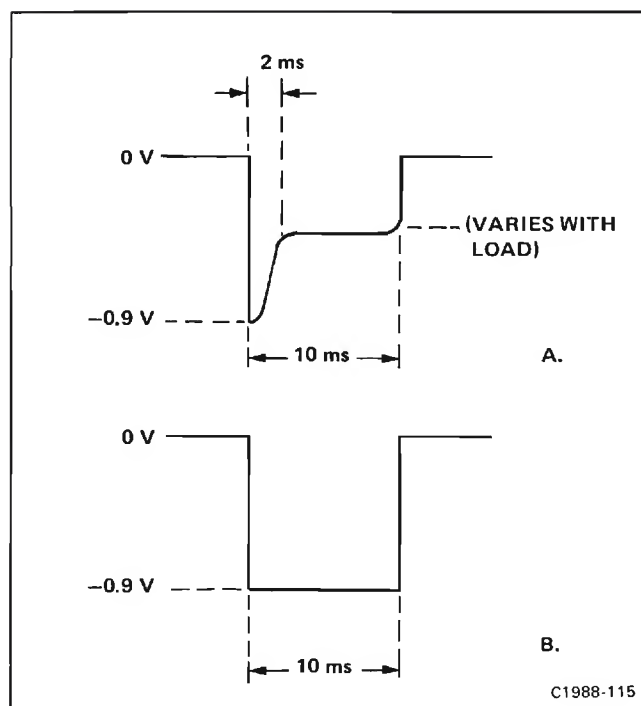 2 ms
0 V
(VARIES WITH
LOAD)
−0.9 V
10 ms
A.
0 V
−0.9 V
10 ms
B.
C1988-115